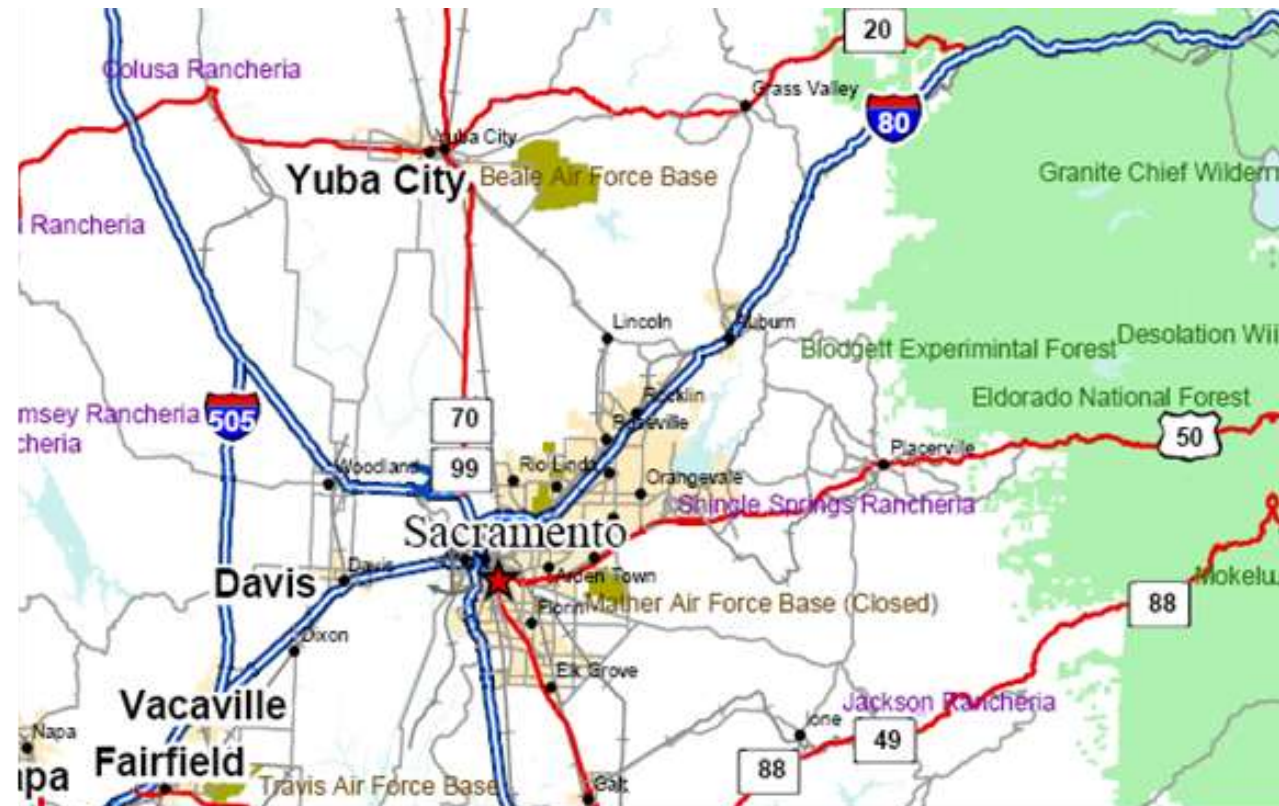 20
Colusa Rancheria
Grass Valley
80
Yuba City
Yuba City
Beale Air Force Base
Granite Chief Wildern
Rancheria
Lincoln
Auburn
Desolation Wil
Blodgett Experimintal Forest
Eldorado National Forest
Rocklin
505
msey Rancheria
cheria
70
Roseville
50
Placerville
Woodland
99
Rio Linda
Orangevale
Shingle Springs Rancheria
Sacramento
Davis
Davis
Arden Town
Mokelu
88
Florin
Mather Air Force Base (Closed)
Dixon
Elk Grove
Jackson Rancheria
Vacaville
Napa
Ione
49
Fairfield
apa
88
Travis Air Force Base
Galt